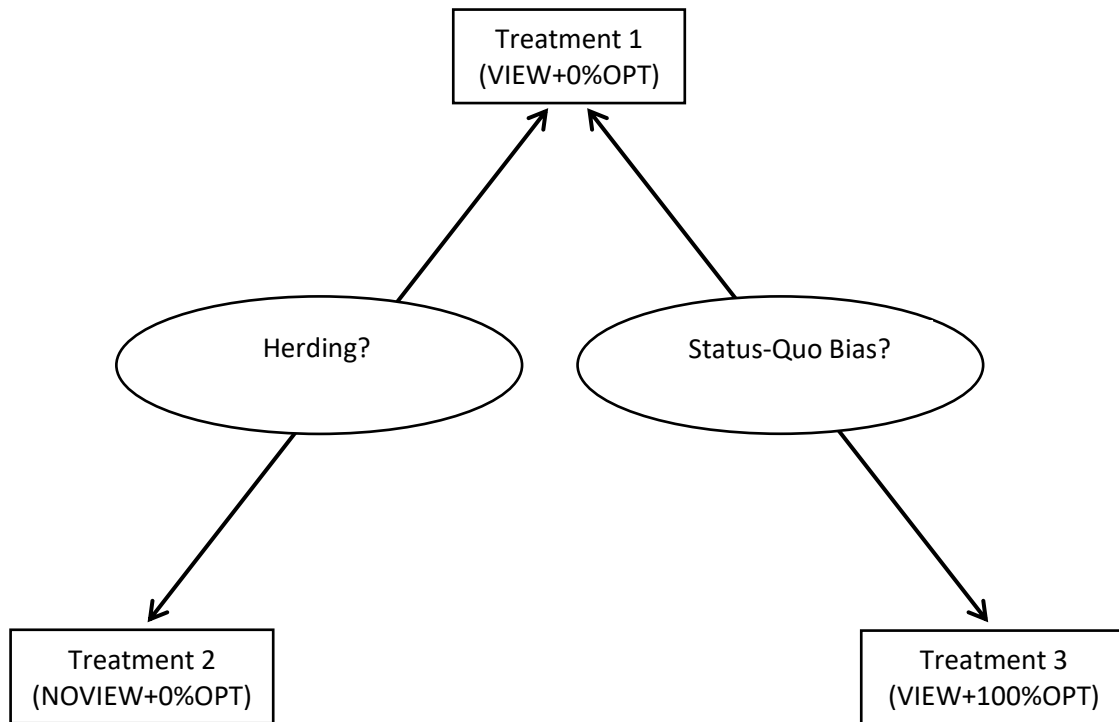 Treatment 1
(VIEW+0%OPT)
Herding?
Status-Quo Bias?
Treatment 2
(NOVIEW+0%OPT)
Treatment 3
(VIEW+100%OPT)